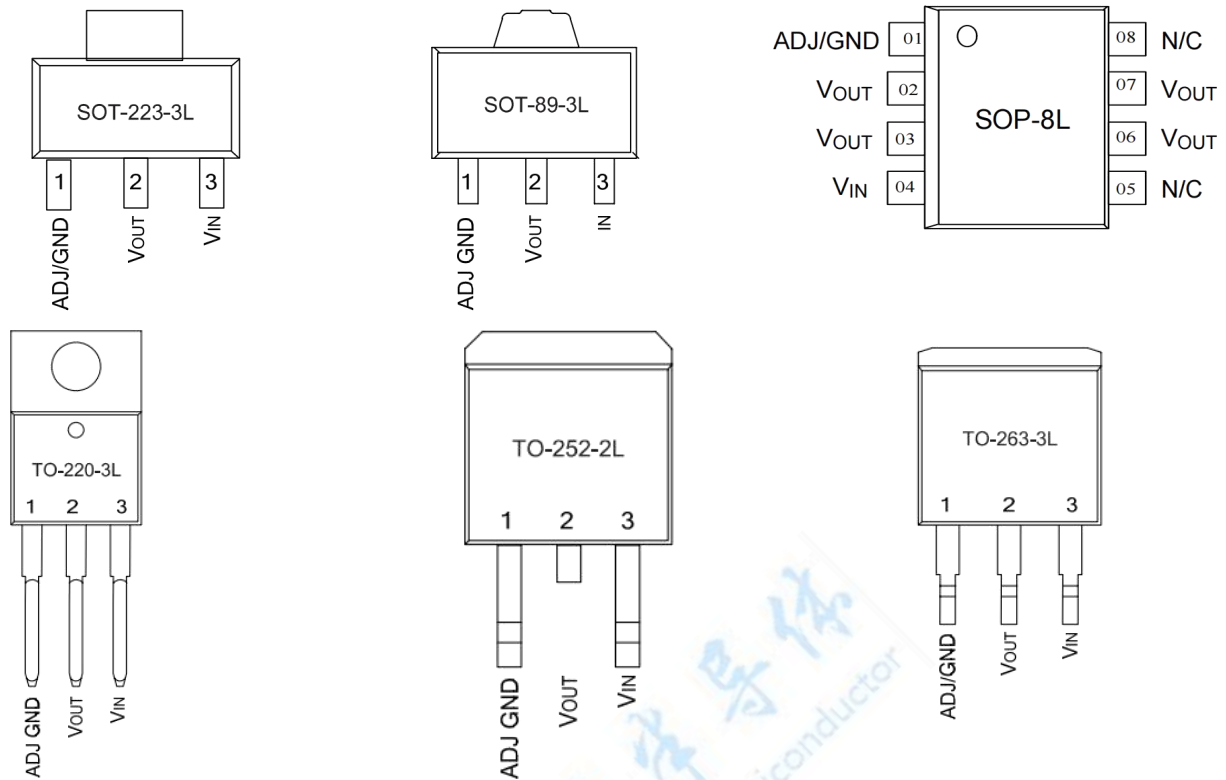 SOT-223-3L
1 2 3
ADJ/GND
VOUT
VIN
SOT-89-3L
1 2 3
ADJ GND
VOUT
IN
ADJ/GND 01
VOUT 02
VOUT 03
VIN 04
SOP-8L
08 N/C
07 VOUT
06 VOUT
05 N/C
TO-220-3L
1 2 3
ADJ GND
VOUT
VIN
TO-252-2L
1 2 3
ADJ GND
VOUT
VIN
TO-263-3L
1 2 3
ADJ/GND
VOUT
VIN
半导体